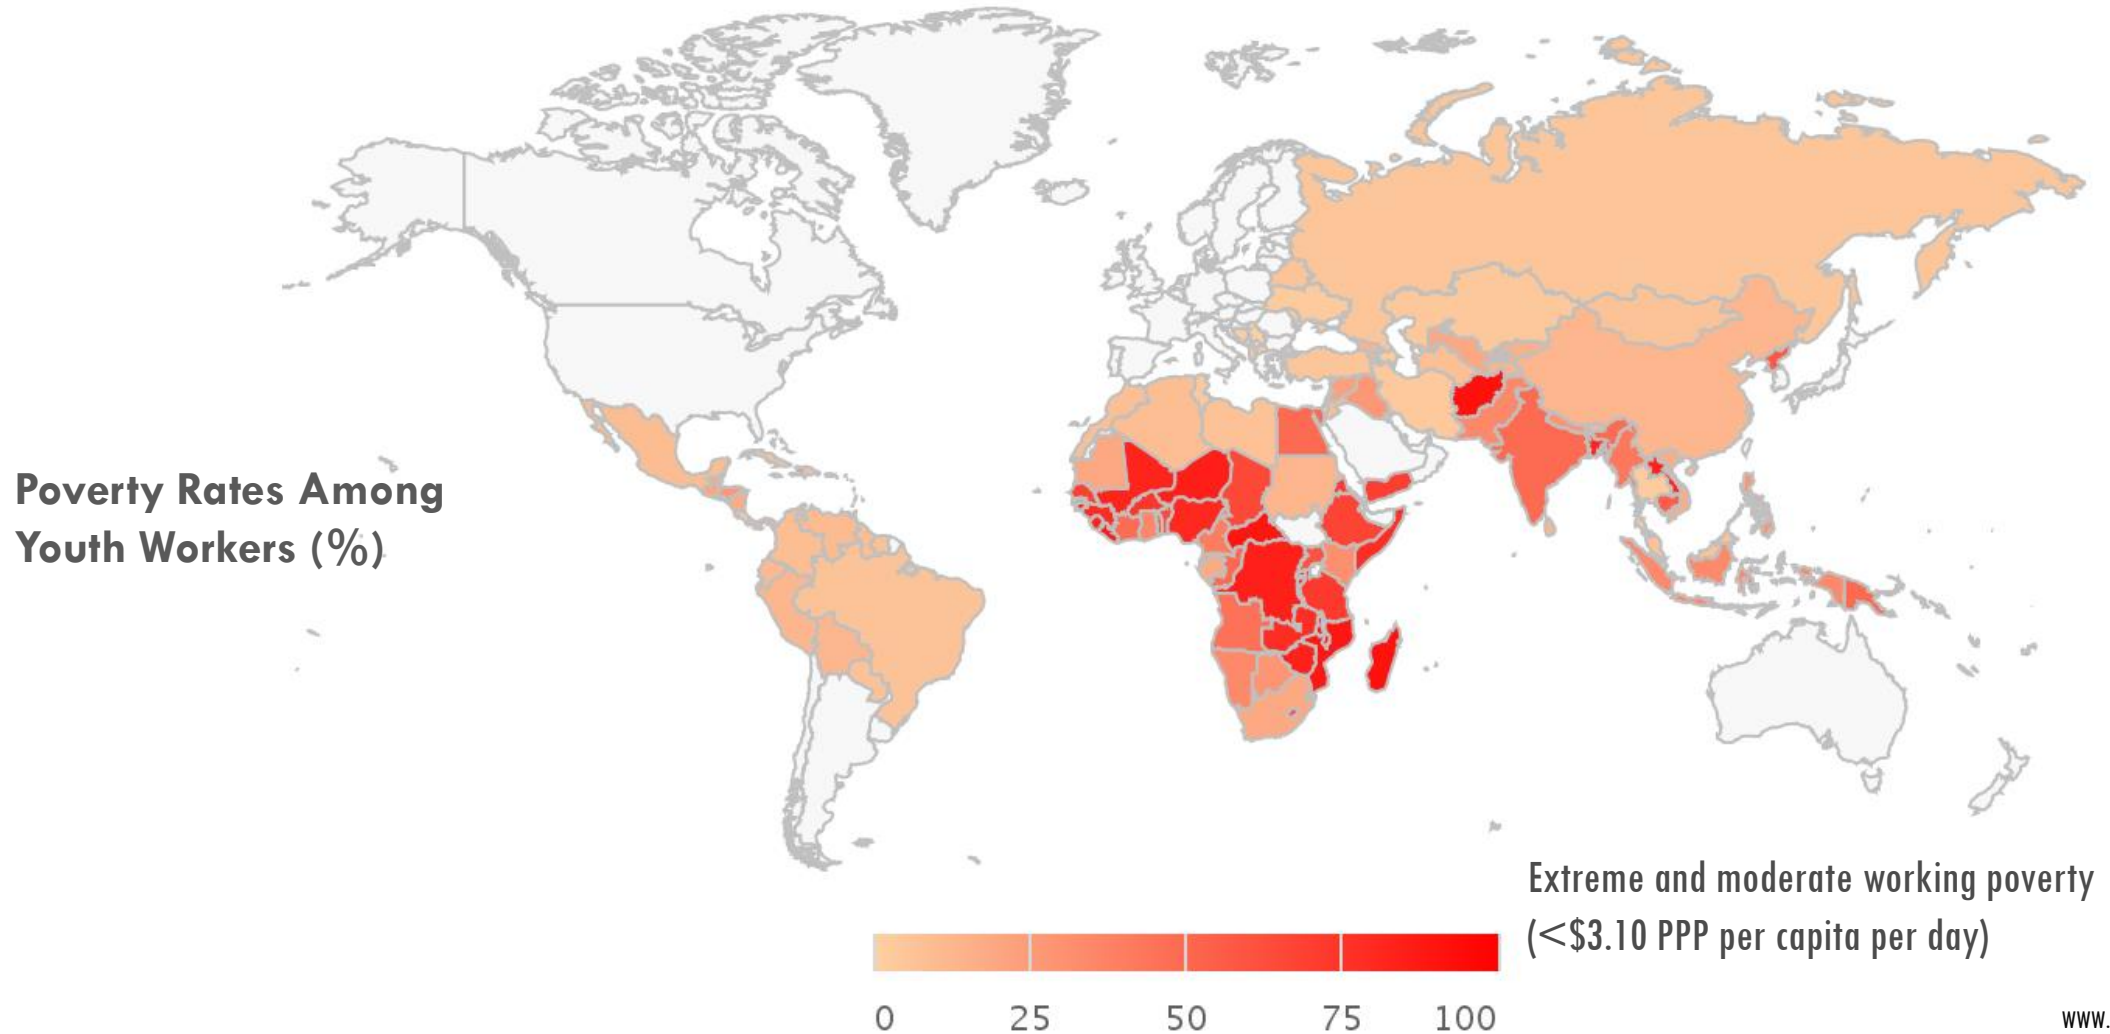 Poverty Rates Among
Youth Workers (%)
Extreme and moderate working poverty
(<$3.10 PPP per capita per day)
0 25 50 75 100
www.